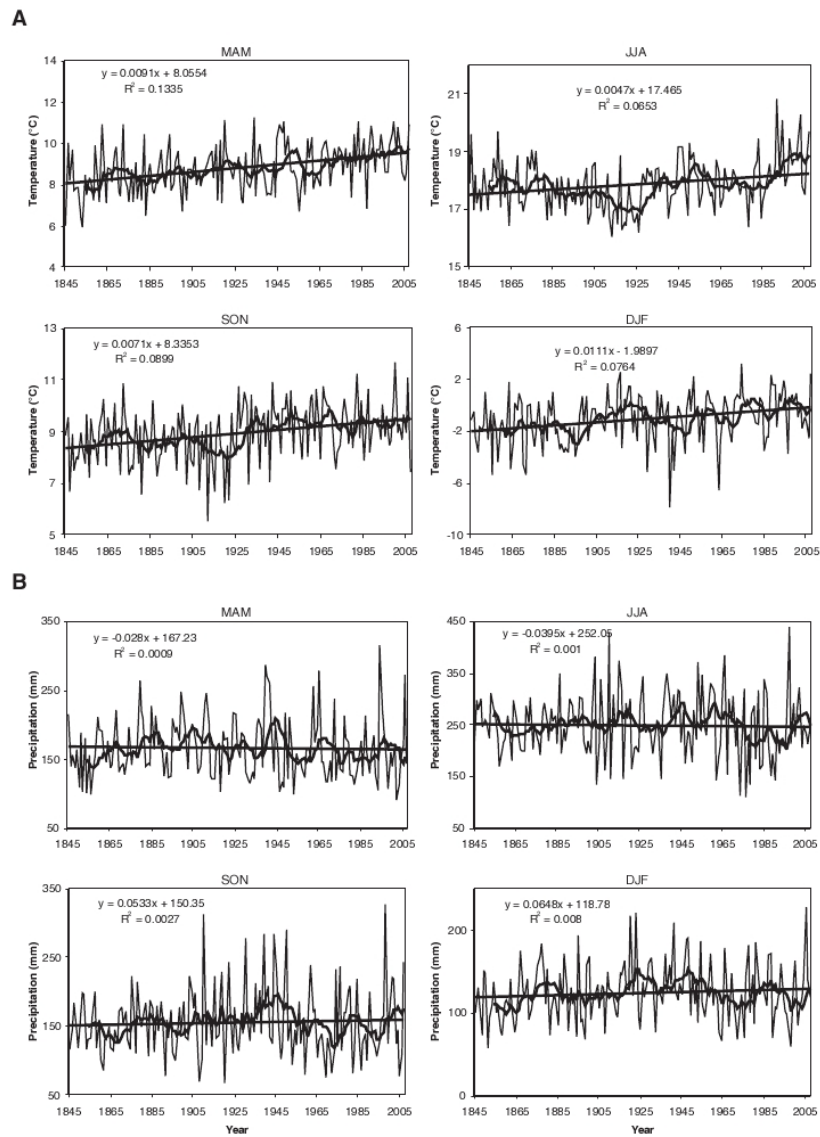 A
MAM
y = 0.0091x + 8.0554
R² = 0.1335
Temperature (°C)
14
12
10
8
6
4
1845 1865 1885 1905 1925 1945 1965 1985 2005
JJA
y = 0.0047x + 17.465
R² = 0.0653
Temperature (°C)
21
19
17
15
1845 1865 1885 1905 1925 1945 1965 1985 2005
SON
y = 0.0071x + 8.3353
R² = 0.0899
Temperature (°C)
13
11
9
7
5
1845 1865 1885 1905 1925 1945 1965 1985 2005
DJF
y = 0.0111x - 1.9897
R² = 0.0764
Temperature (°C)
6
2
-2
-6
-10
1845 1865 1885 1905 1925 1945 1965 1985 2005
B
MAM
y = -0.028x + 167.23
R² = 0.0009
Precipitation (mm)
350
250
150
50
1845 1865 1885 1905 1925 1945 1965 1985 2005
JJA
y = -0.0395x + 252.05
R² = 0.001
Precipitation (mm)
450
350
250
150
50
1845 1865 1885 1905 1925 1945 1965 1985 2005
SON
y = 0.0533x + 150.35
R² = 0.0027
Precipitation (mm)
350
250
150
50
1845 1865 1885 1905 1925 1945 1965 1985 2005
Year
DJF
y = 0.0648x + 118.78
R² = 0.008
Precipitation (mm)
200
100
0
1845 1865 1885 1905 1925 1945 1965 1985 2005
Year